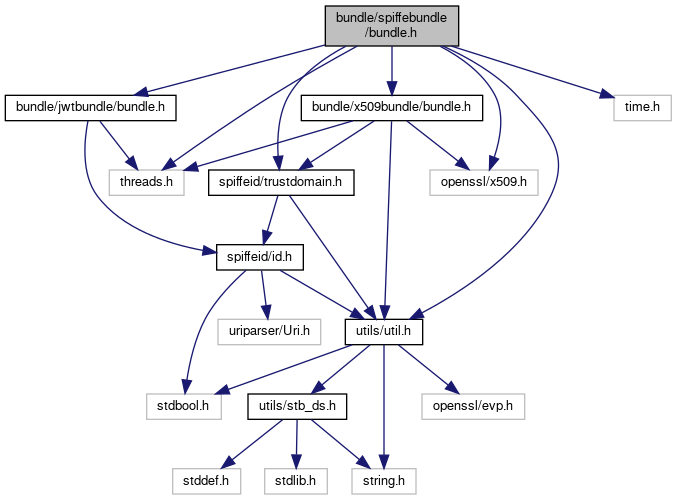 bundle/spiffebundle
/bundle.h
bundle/jwtbundle/bundle.h
bundle/x509bundle/bundle.h
time.h
threads.h
spiffeid/trustdomain.h
openssl/x509.h
spiffeid/id.h
uriparser/Uri.h
utils/util.h
stdbool.h
utils/stb_ds.h
openssl/evp.h
stddef.h
stdlib.h
string.h